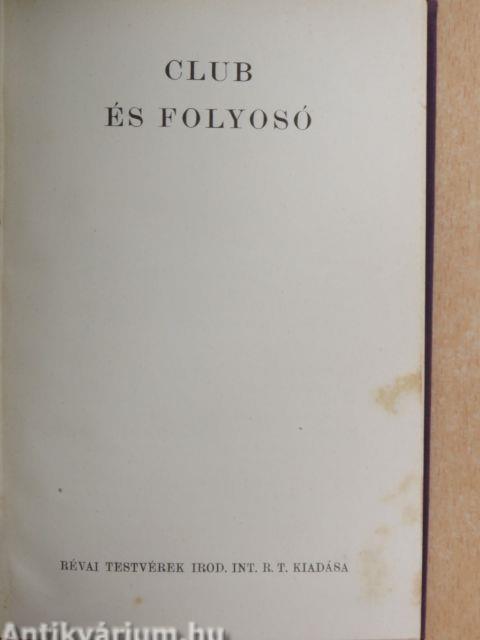 CLUB
ÉS FOLYOSÓ
RÉVAI TESTVÉREK IROD. INT. R. T. KIADÁSA
Antikvárium.hu